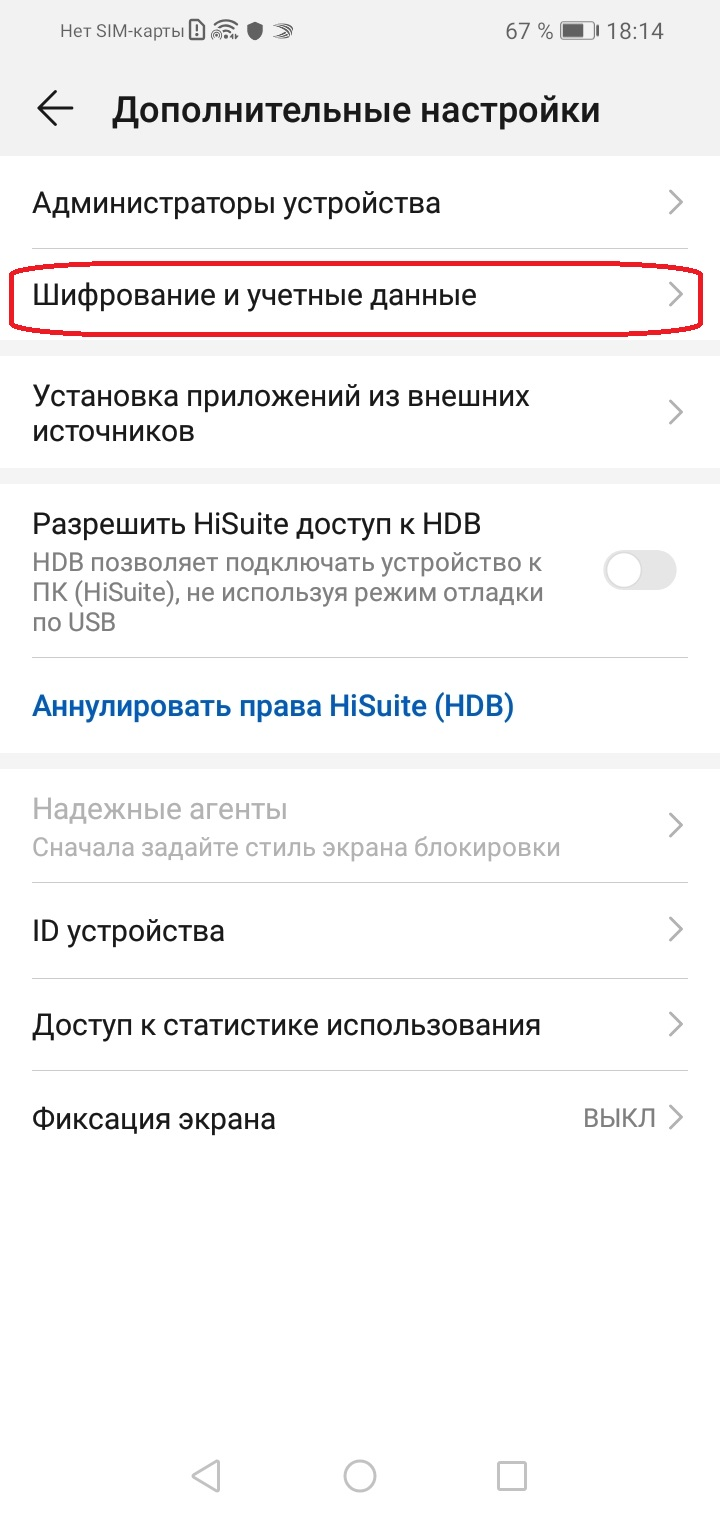 Нет SIM-карты 67 % 18:14
Дополнительные настройки
Администраторы устройства
Шифрование и учетные данные
Установка приложений из внешних
источников
Разрешить HiSuite доступ к HDB
HDB позволяет подключать устройство к
ПК (HiSuite), не используя режим отладки
по USB
Аннулировать права HiSuite (HDB)
Надежные агенты
Сначала задайте стиль экрана блокировки
ID устройства
Доступ к статистике использования
Фиксация экрана ВЫКЛ